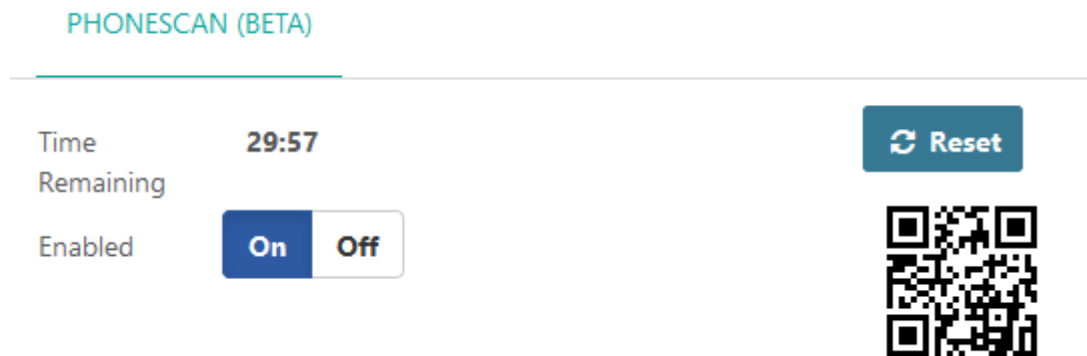 PHONESCAN (BETA)
Time 29:57
Remaining
Reset
Enabled On Off